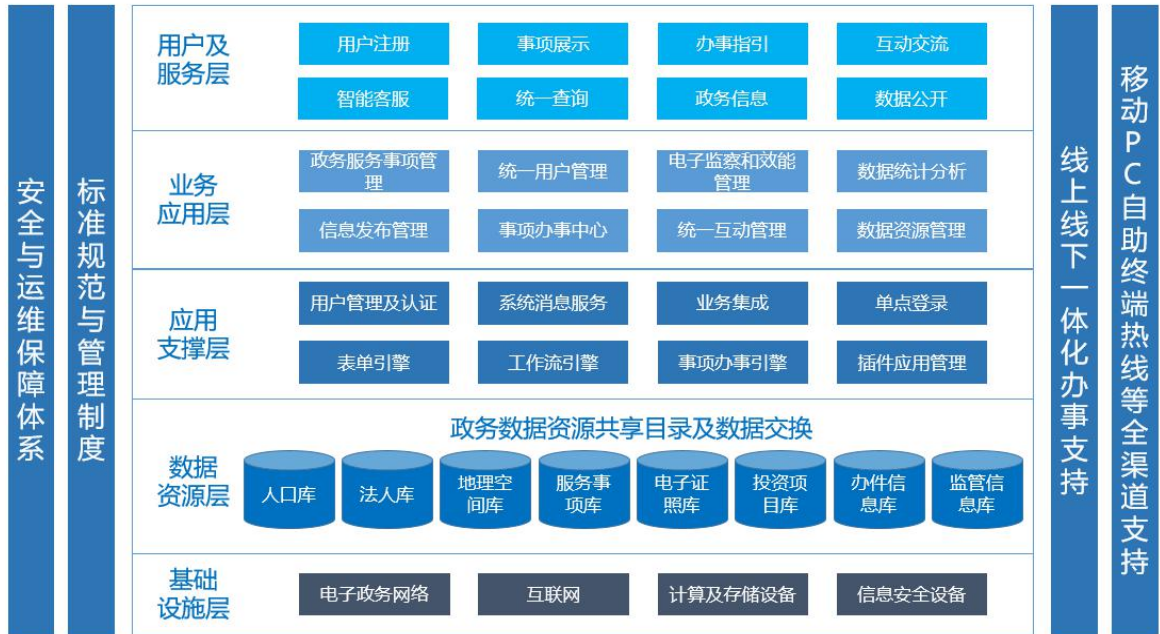 安全与运维保障体系
标准规范与管理制度
用户及
服务层
用户注册
事项展示
办事指引
互动交流
智能客服
统一查询
政务信息
数据公开
业务
应用层
政务服务事项管
理
统一用户管理
电子监察和效能
管理
数据统计分析
信息发布管理
事项办事中心
统一互动管理
数据资源管理
应用
支撑层
用户管理及认证
系统消息服务
业务集成
单点登录
表单引擎
工作流引擎
事项办事引擎
插件应用管理
数据
资源层
政务数据资源共享目录及数据交换
人口库
法人库
地理空
间库
服务事
项库
电子证
照库
投资项
目库
办件信
息库
监管信
息库
基础
设施层
电子政务网络
互联网
计算及存储设备
信息安全设备
线上线下一体化办事支持
移动PC自助终端热线等全渠道支持